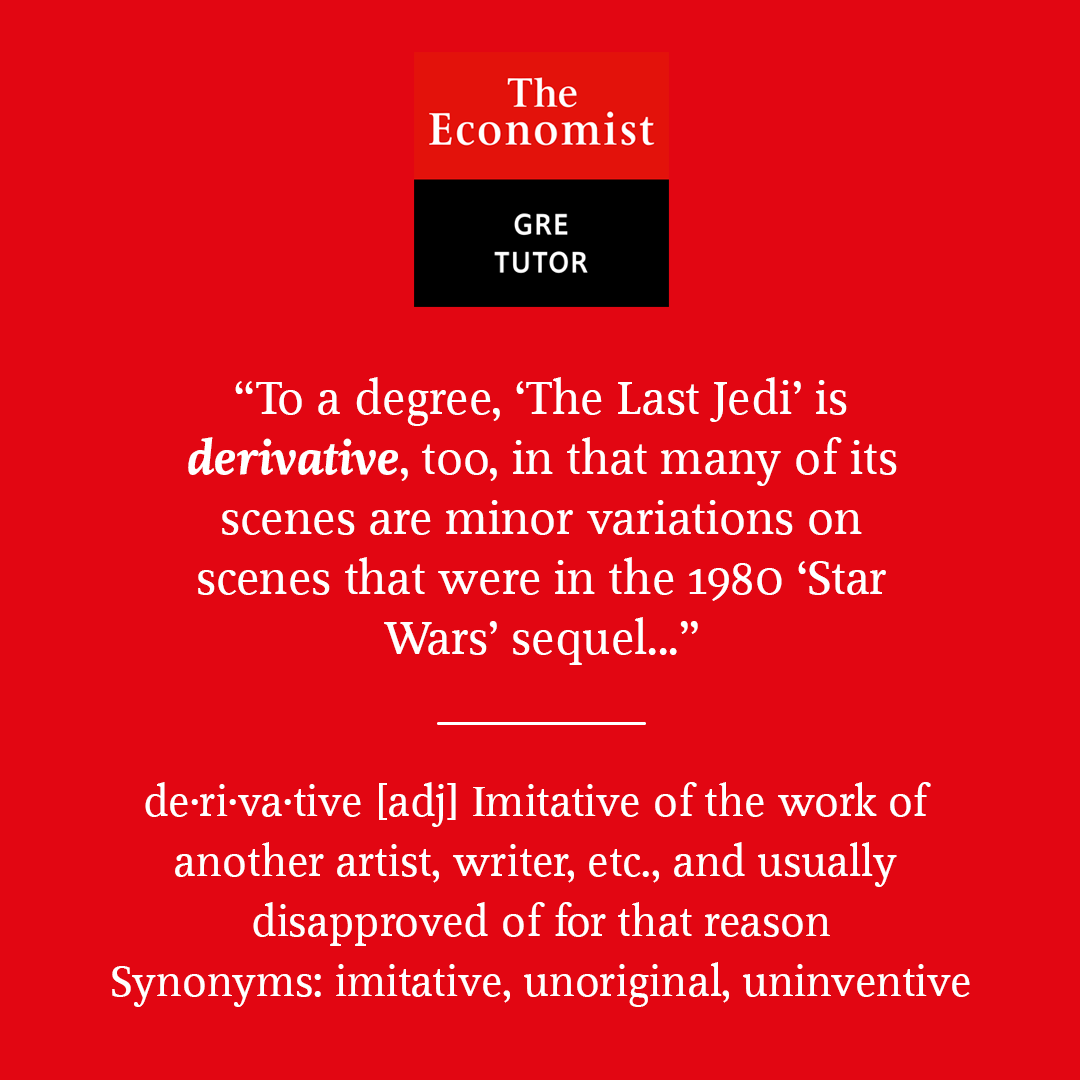 The
Economist
GRE
TUTOR
“To a degree, ‘The Last Jedi’ is
derivative, too, in that many of its
scenes are minor variations on
scenes that were in the 1980 ‘Star
Wars’ sequel...”
de·ri·va·tive [adj] Imitative of the work of
another artist, writer, etc., and usually
disapproved of for that reason
Synonyms: imitative, unoriginal, uninventive